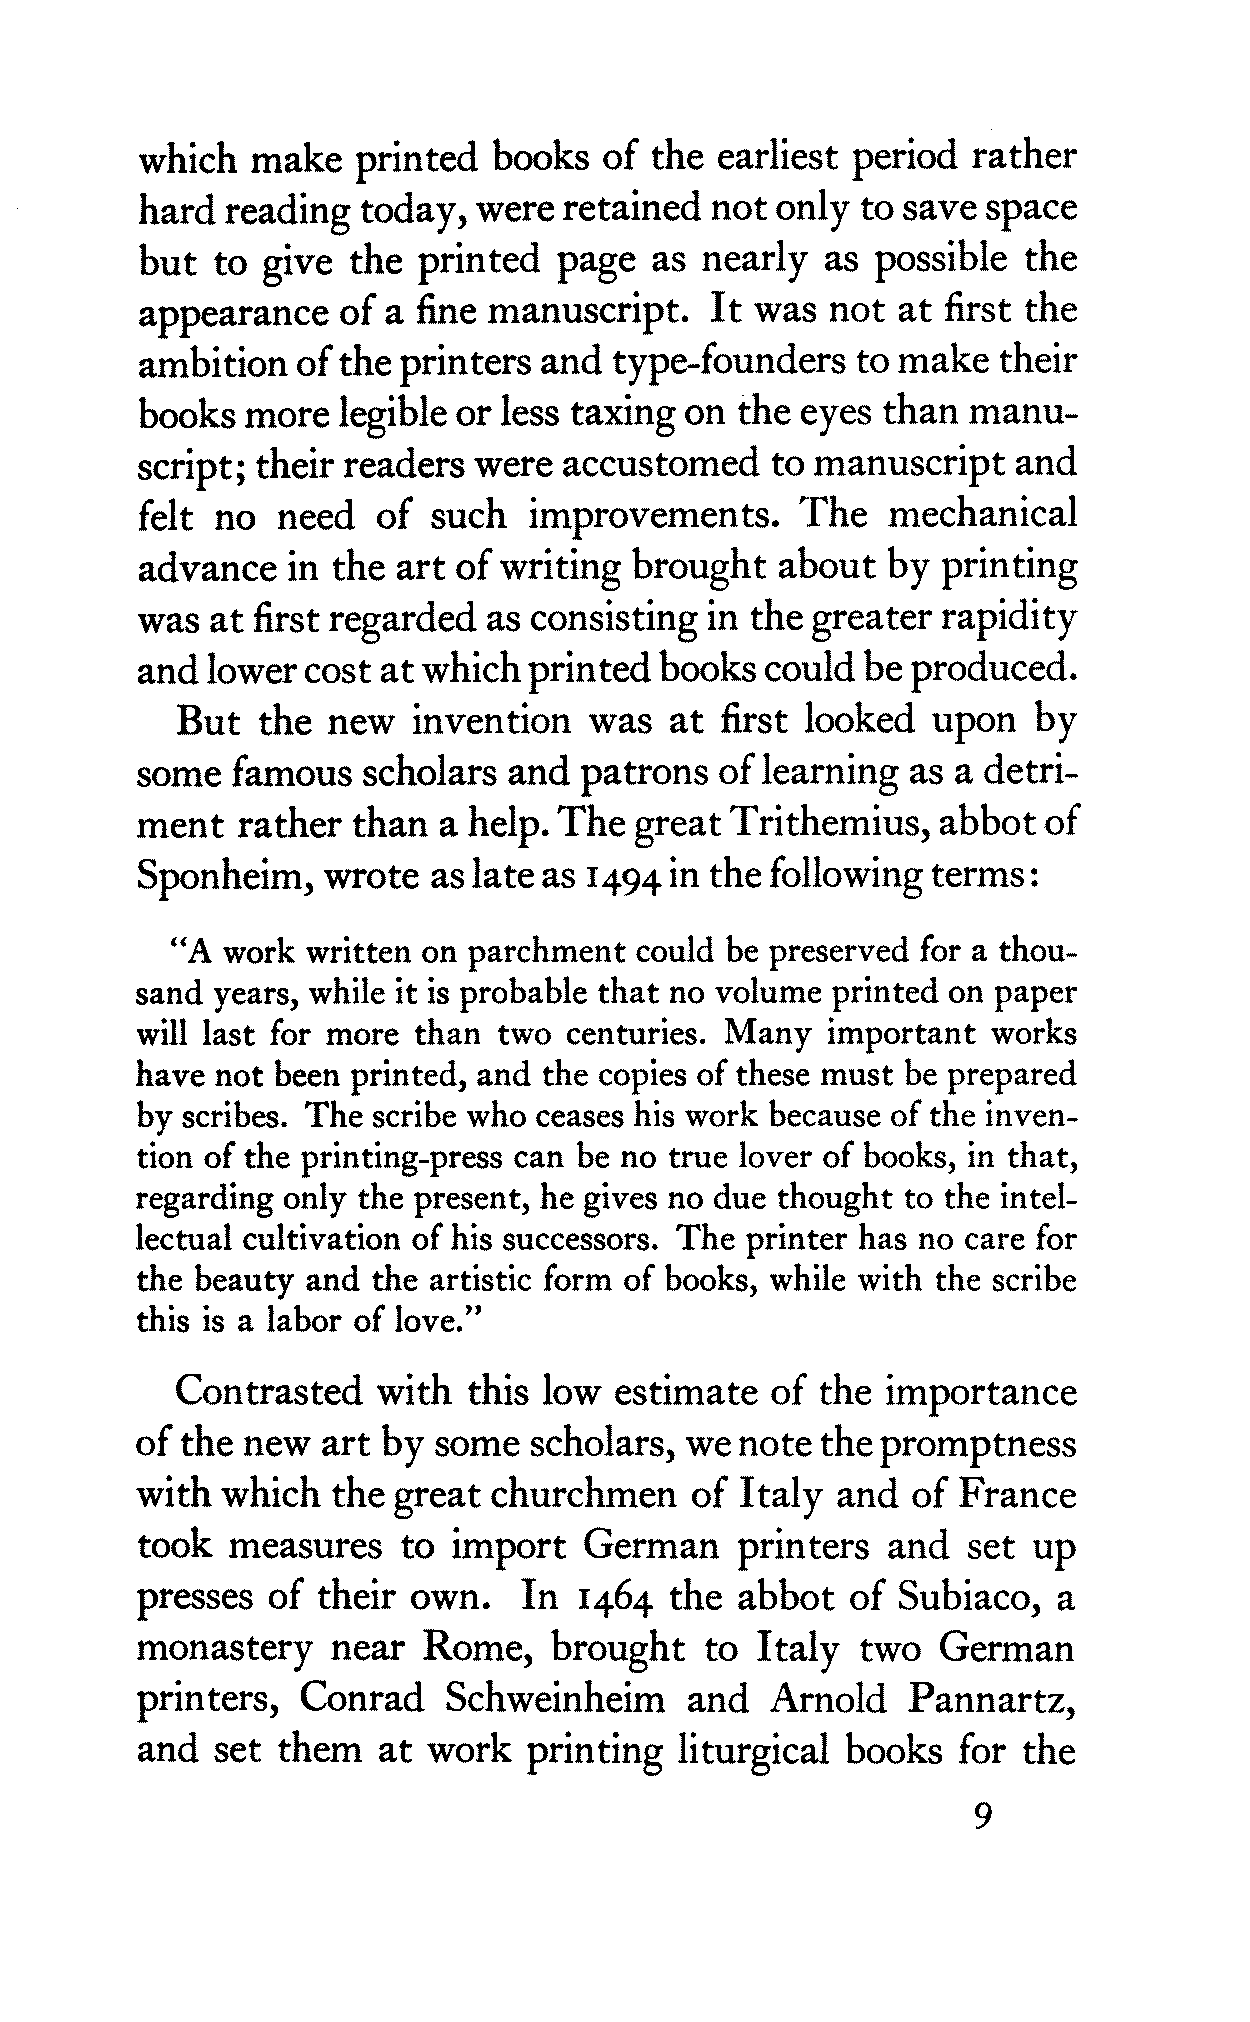 which make printed books of the earliest period rather
hard reading today, were retained not only to save space
but to give the printed page as nearly as possible the
appearance of a fine manuscript. It was not at first the
ambition of the printers and type-founders to make their
books more legible or less taxing on the eyes than manu-
script; their readers were accustomed to manuscript and
felt no need of such improvements. The mechanical
advance in the art of writing brought about by printing
was at first regarded as consisting in the greater rapidity
and lower cost at which printed books could be produced.
But the new invention was at first looked upon by
some famous scholars and patrons of learning as a detri-
ment rather than a help. The great Trithemius, abbot of
Sponheim, wrote as late as 1494 in the following terms:
"A work written on parchment could be preserved for a thou-
sand years, while it is probable that no volume printed on paper
will last for more than two centuries. Many important works
have not been printed, and the copies of these must be prepared
by scribes. The scribe who ceases his work because of the inven-
tion of the printing-press can be no true lover of books, in that,
regarding only the present, he gives no due thought to the intel-
lectual cultivation of his successors. The printer has no care for
the beauty and the artistic form of books, while with the scribe
this is a labor of love."
Contrasted with this low estimate of the importance
of the new art by some scholars, we note the promptness
with which the great churchmen of Italy and of France
took measures to import German printers and set up
presses of their own. In 1464 the abbot of Subiaco, a
monastery near Rome, brought to Italy two German
printers, Conrad Schweinheim and Arnold Pannartz,
and set them at work printing liturgical books for the
9